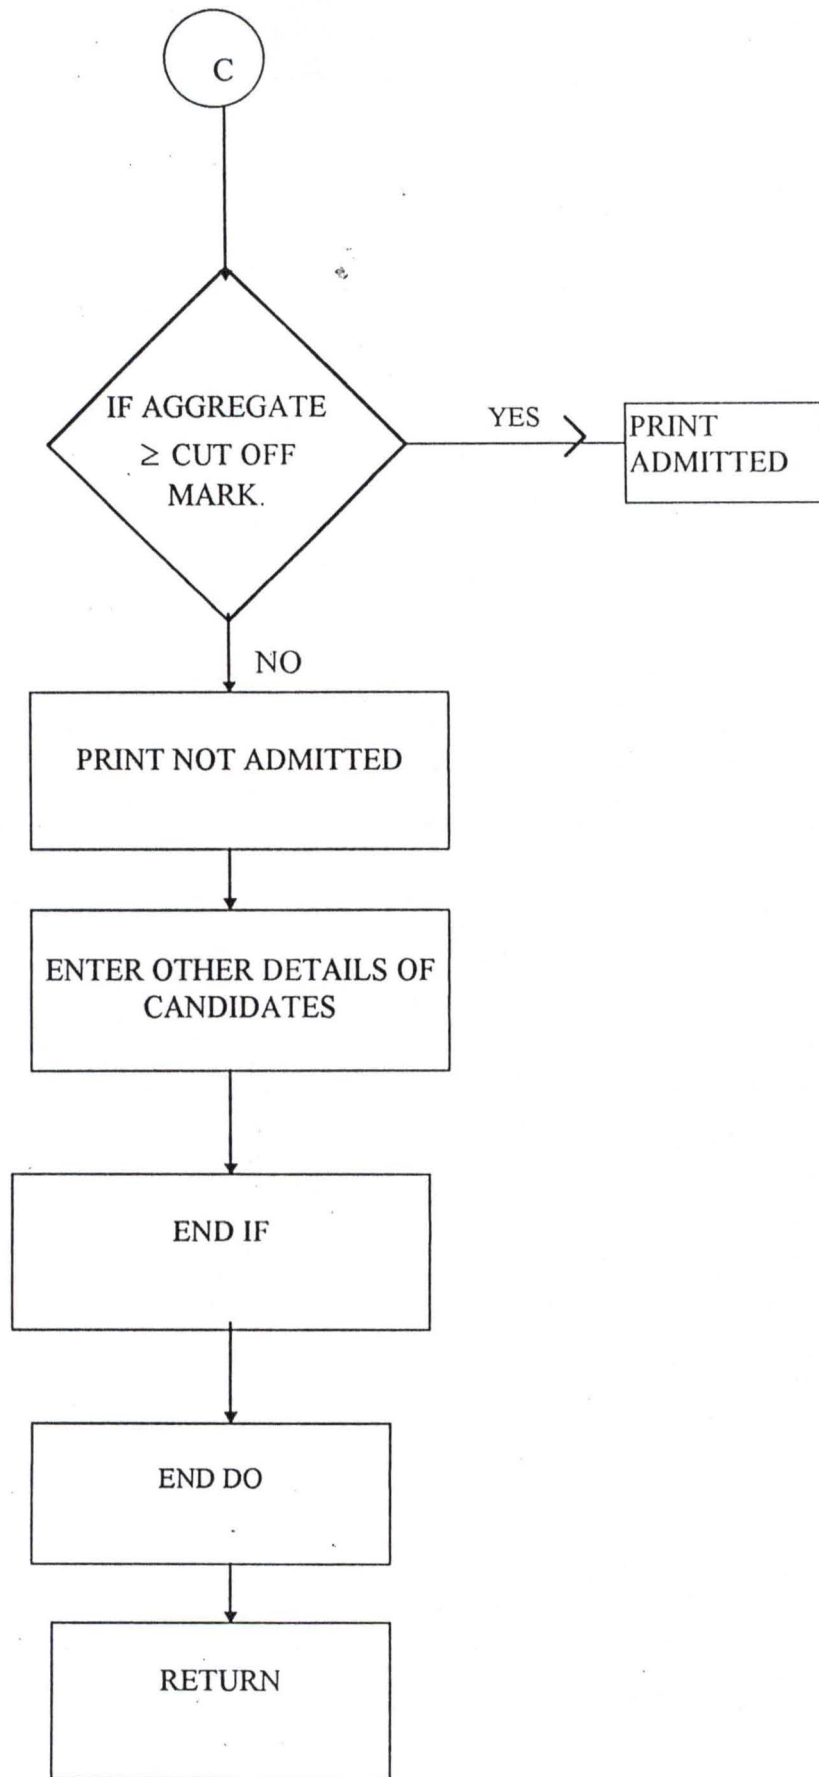 C
IF AGGREGATE
≥ CUT OFF
MARK.
YES
PRINT
ADMITTED
NO
PRINT NOT ADMITTED
ENTER OTHER DETAILS OF
CANDIDATES
END IF
END DO
RETURN